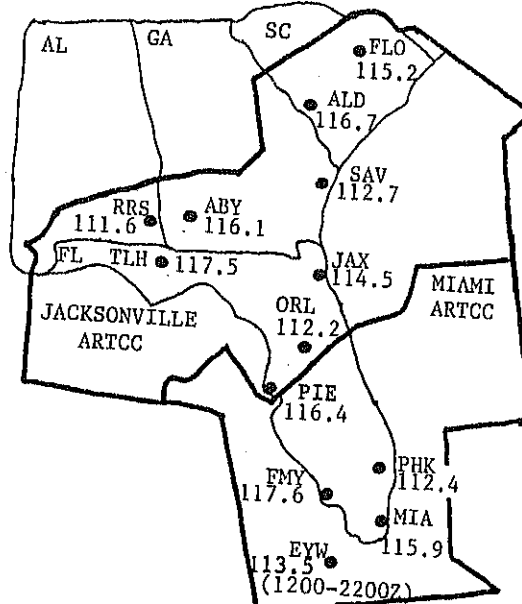 AL
GA
SC
FLO
115.2
ALD
116.7
SAV
112.7
RRS
111.6
ABY
116.1
FL
TLH
117.5
JAX
114.5
MIAMI
ARTCC
ORL
112.2
JACKSONVILLE
ARTCC
PIE
116.4
PHK
112.4
FMY
117.6
MIA
115.9
EYW
113.5
(1200-2200Z)